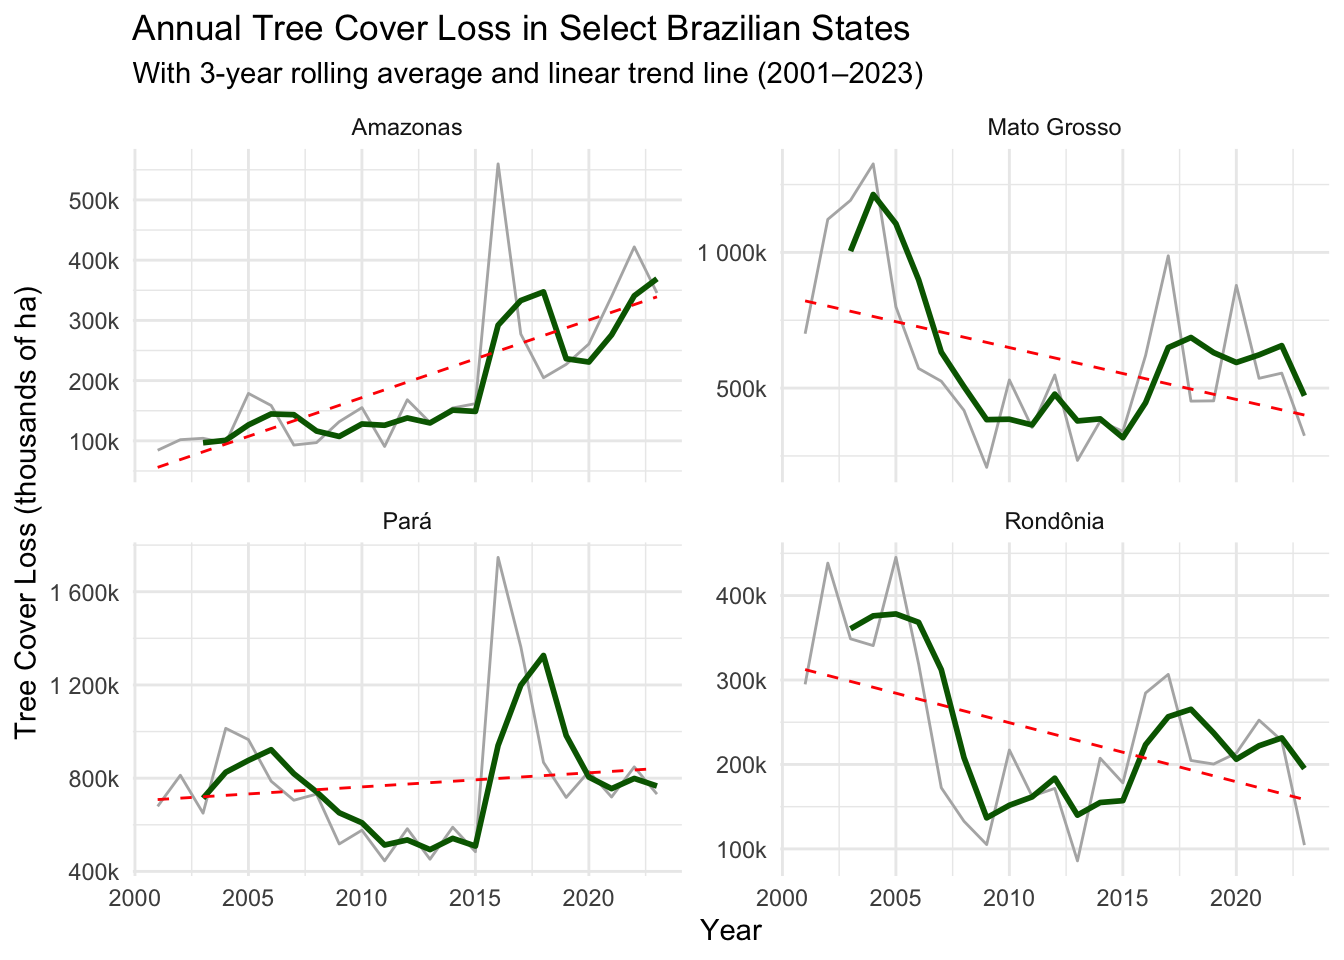 Annual Tree Cover Loss in Select Brazilian States
With 3-year rolling average and linear trend line (2001–2023)
Amazonas
Mato Grosso
500k
400k
300k
200k
100k
1 000k
500k
Tree Cover Loss (thousands of ha)
Pará
Rondônia
1 600k
1 200k
800k
400k
400k
300k
200k
100k
2000 2005 2010 2015 2020
2000 2005 2010 2015 2020
Year